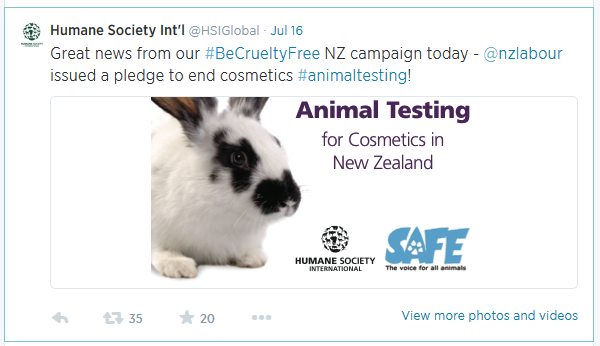 Humane Society Int'l @HSIGlobal · Jul 16
Great news from our #BeCrueltyFree NZ campaign today - @nzlabour
issued a pledge to end cosmetics #animaltesting!
Animal Testing
for Cosmetics in
New Zealand
HUMANE SOCIETY
INTERNATIONAL
SAFE
The voice for all animals
35
20
View more photos and videos